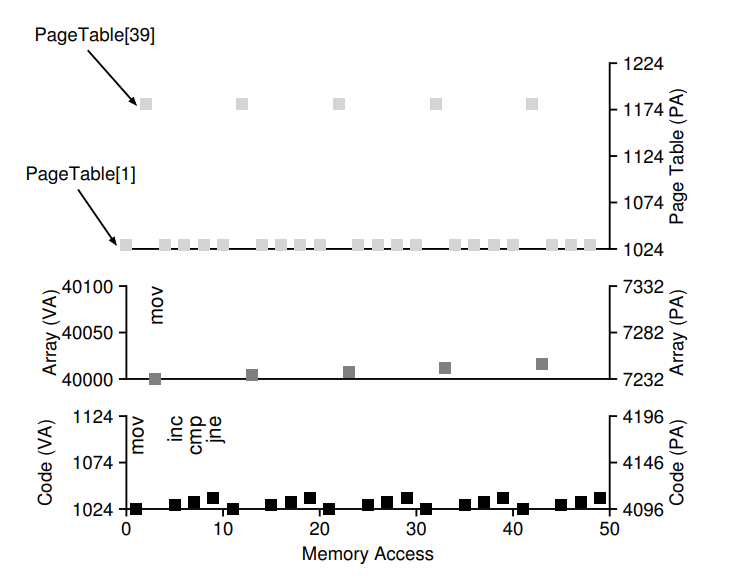 PageTable[39]
PageTable[1]
1224
1174
1124
1074
1024
Page Table (PA)
40100
40050
40000
Array (VA)
mov
7332
7282
7232
Array (PA)
1124
1074
1024
Code (VA)
mov
inc
cmp
jne
4196
4146
4096
Code (PA)
0 10 20 30 40 50
Memory Access